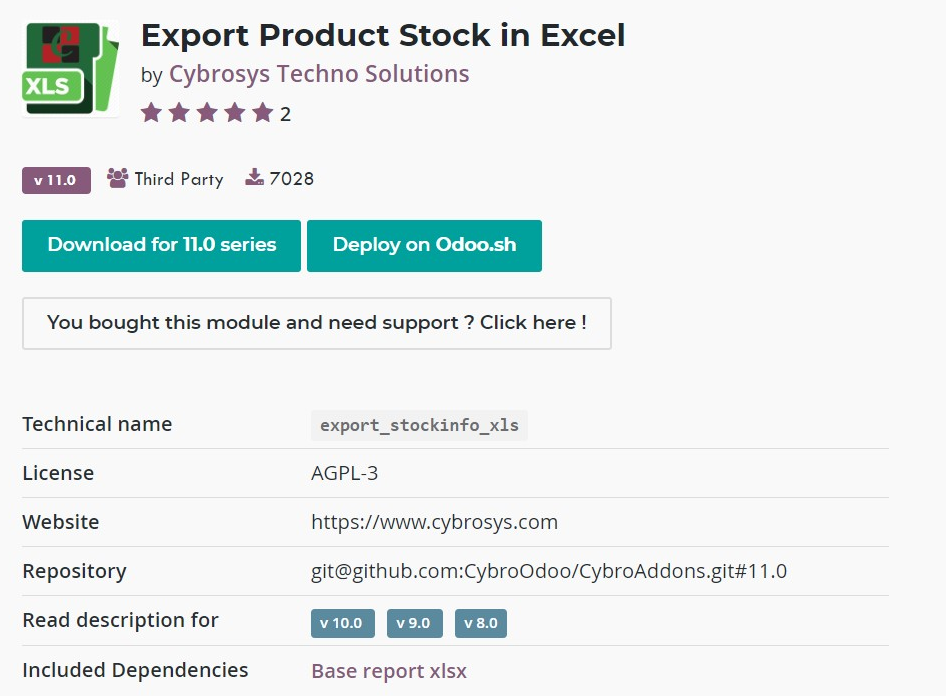 Export Product Stock in Excel
XLS
by Cybrosys Techno Solutions
2
v 11.0 Third Party 7028
Download for 11.0 series Deploy on Odoo.sh
You bought this module and need support ? Click here !
Technical name export_stockinfo_xls
License AGPL-3
Website https://www.cybrosys.com
Repository git@github.com:CybroOdoo/CybroAddons.git#11.0
Read description for v 10.0 v 9.0 v 8.0
Included Dependencies Base report xlsx